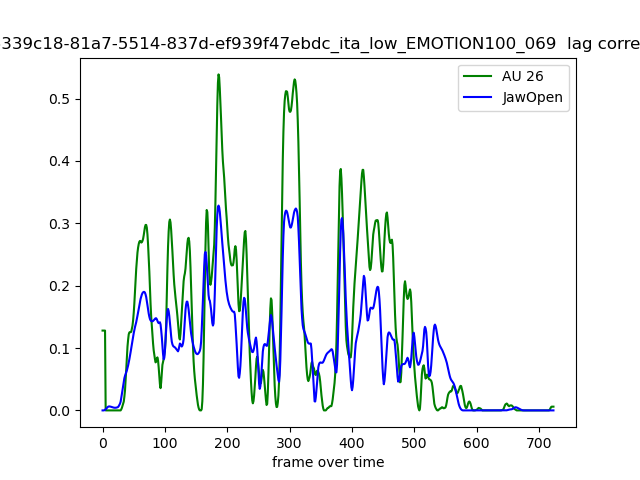 339c18-81a7-5514-837d-ef939f47ebdc_ita_low_EMOTION100_069  lag corre
AU 26
JawOpen
0.5
0.4
0.3
0.2
0.1
0.0
0 100 200 300 400 500 600 700
frame over time